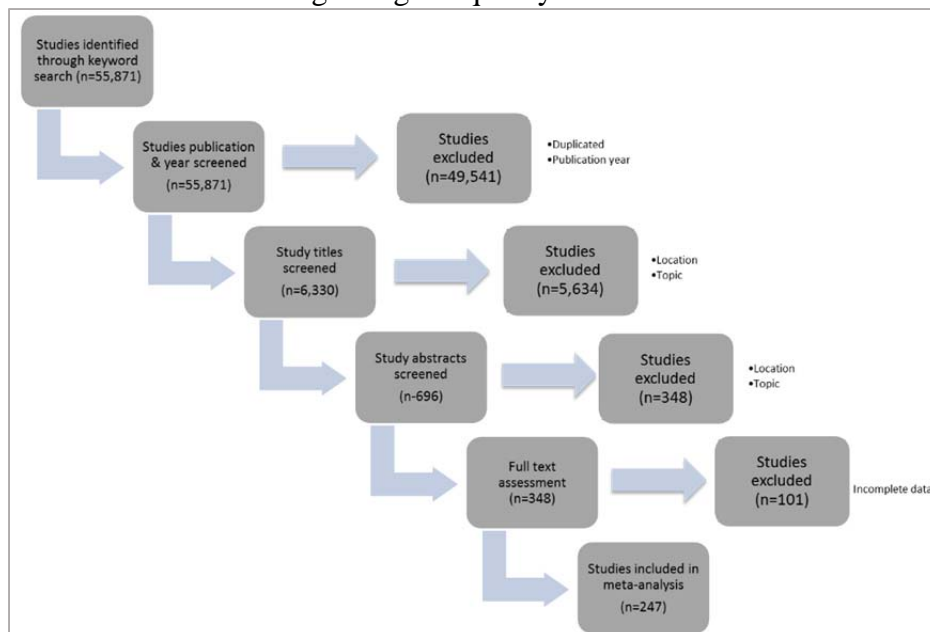 Studies identified
through keyword
search (n=55,871)
Studies publication
& year screened
(n=55,871)
Studies
excluded
(n=49,541)
•Duplicated
•Publication year
Study titles
screened
(n=6,330)
Studies
excluded
(n=5,634)
•Location
•Topic
Study abstracts
screened
(n-696)
Studies
excluded
(n=348)
•Location
•Topic
Full text
assessment
(n=348)
Studies
excluded
(n=101)
Incomplete data
Studies included in
meta-analysis
(n=247)